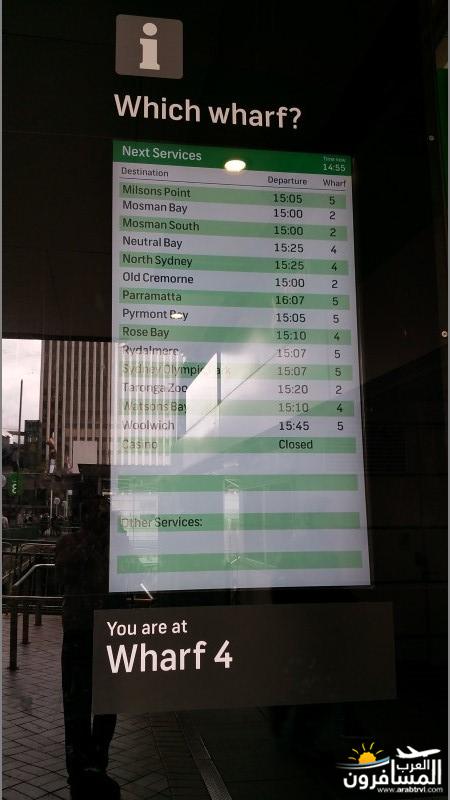 i
Which wharf?
Next Services
Time now
14:55
Destination Departure Wharf
Milsons Point 15:05 5
Mosman Bay 15:00 2
Mosman South 15:00 2
Neutral Bay 15:25 4
North Sydney 15:25 4
Old Cremorne 15:00 2
Parramatta 16:07 5
Pyrmont Bay 15:05 5
Rose Bay 15:10 4
Rydalmere 15:07 5
Sydney Olympic Park 15:07 5
Taronga Zoo 15:20 2
Watsons Bay 15:10 4
Woolwich 15:45 5
Casino Closed
Other Services:
You are at
Wharf 4
العرب
المسافرون
www.arabtrvl.com